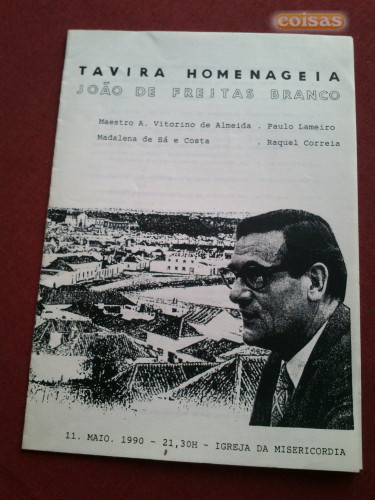 coisas
TAVIRA HOMENAGEIA
JOÃO DE FREITAS BRANCO
Maestro A. Vitorino de Almeida . Paulo Lameiro
Madalena de Sá e Costa . Raquel Correia
11. MAIO. 1990 - 21,30H - IGREJA DA MISERICORDIA